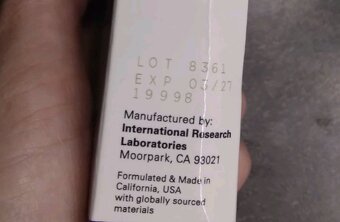 LOT 8361
EXP 03/27
19998
Manufactured by:
International Research
Laboratories
Moorpark, CA 93021
Formulated & Made in
California, USA
with globally sourced
materials